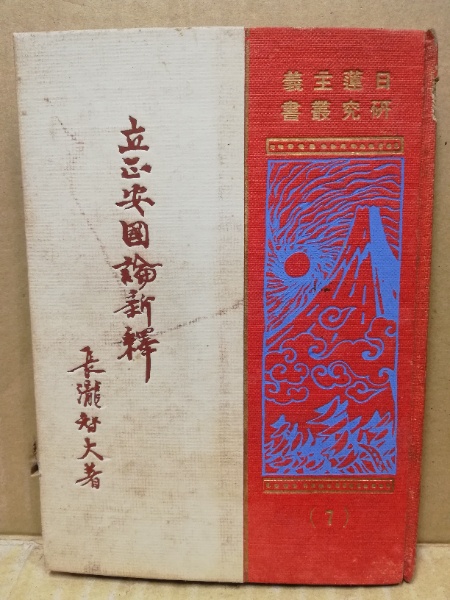 日蓮主義
研究叢書
(7)
立正安國論新釋
長瀧智大著